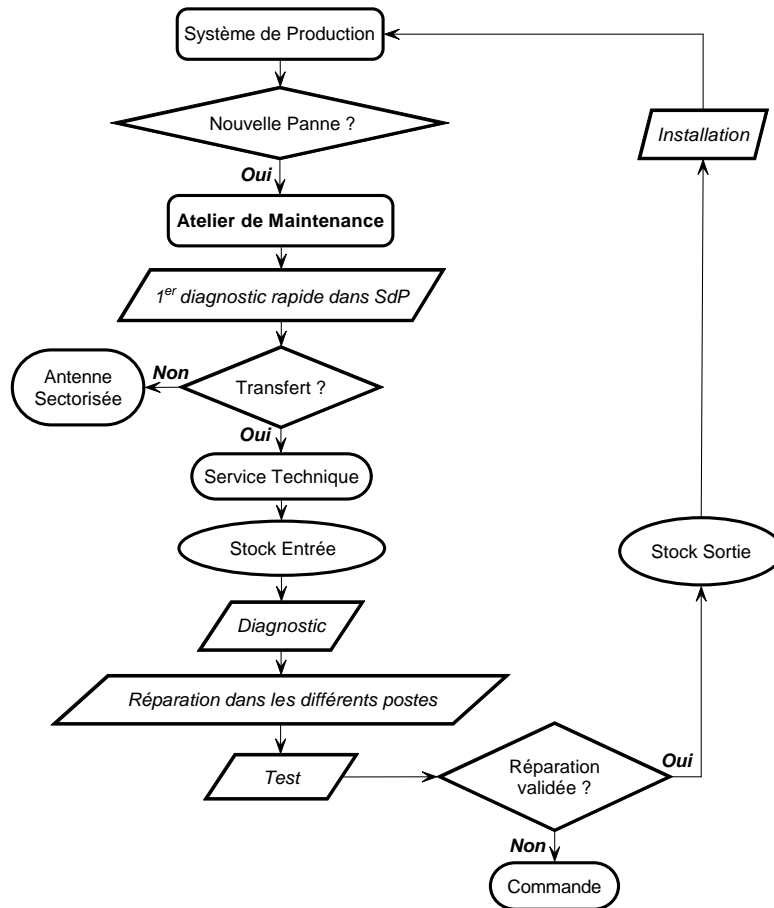 Système de Production
Nouvelle Panne ?
Installation
Oui
Atelier de Maintenance
1er diagnostic rapide dans SdP
Non
Antenne
Sectorisée
Transfert ?
Oui
Service Technique
Stock Entrée
Stock Sortie
Diagnostic
Réparation dans les différents postes
Test
Réparation
validée ?
Oui
Non
Commande